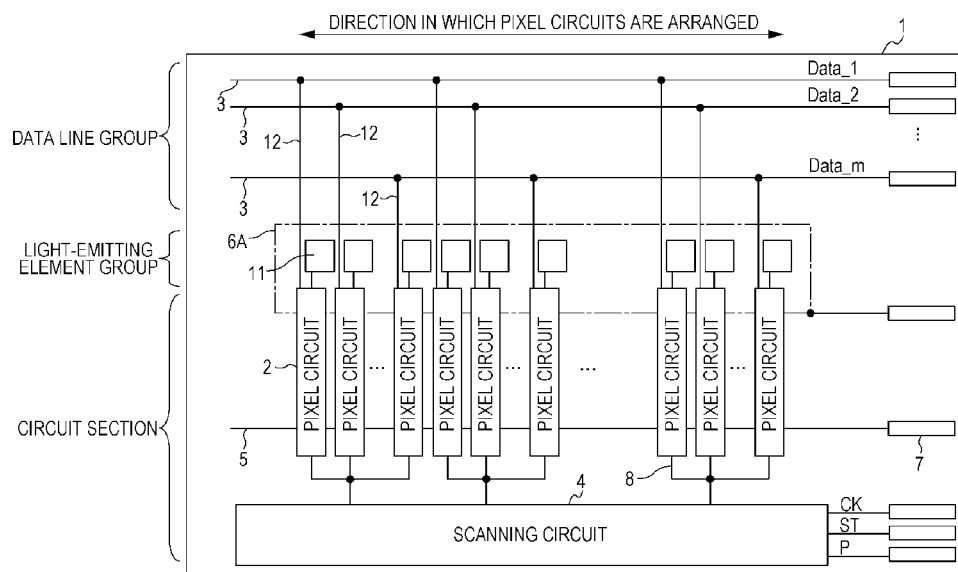 DIRECTION IN WHICH PIXEL CIRCUITS ARE ARRANGED
1
Data_1
3
Data_2
DATA LINE GROUP
3
12
12
⋮
Data_m
3
12
LIGHT-EMITTING
ELEMENT GROUP
6A
11
CIRCUIT SECTION
2
PIXEL CIRCUIT
PIXEL CIRCUIT
...
PIXEL CIRCUIT
PIXEL CIRCUIT
PIXEL CIRCUIT
...
PIXEL CIRCUIT
...
PIXEL CIRCUIT
PIXEL CIRCUIT
...
PIXEL CIRCUIT
5
7
8
4
SCANNING CIRCUIT
CK
ST
P